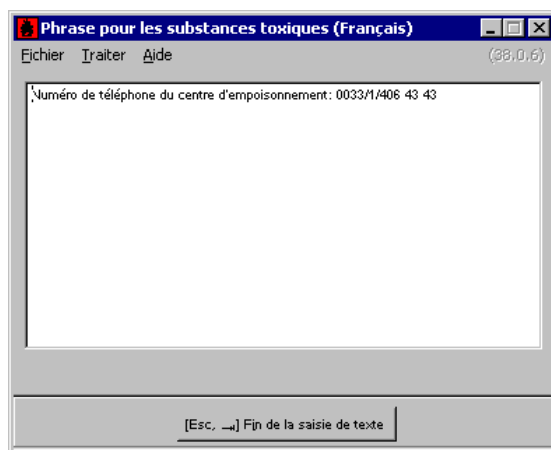 Phrase pour les substances toxiques (Français)
Fichier Traiter Aide (38,0,6)
Numéro de téléphone du centre d'empoisonnement: 0033/1/406 43 43
[Esc, →] Fin de la saisie de texte